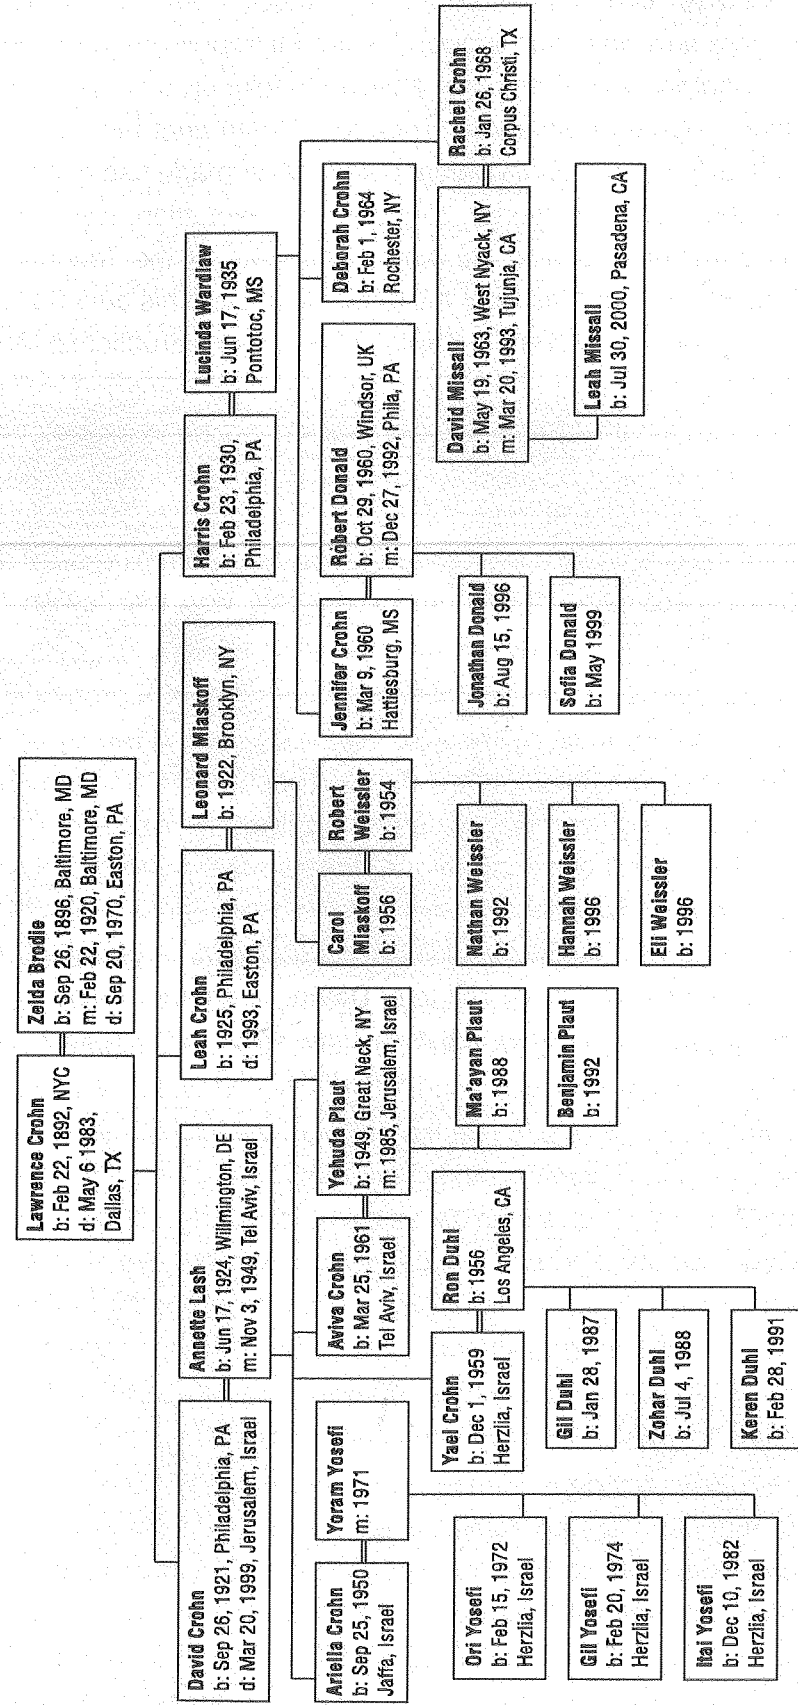 Lawrence Crohn
b: Feb 22, 1892, NYC
d: May 6 1983,
Dallas, TX
Zelda Brodie
b: Sep 26, 1896, Baltimore, MD
m: Feb 22, 1920, Baltimore, MD
d: Sep 20, 1970, Easton, PA
David Crohn
b: Sep 26, 1921, Philadelphia, PA
d: Mar 20, 1999, Jerusalem, Israel
Annette Lash
b: Jun 17, 1924, Willmington, DE
m: Nov 3, 1949, Tel Aviv, Israel
Leah Crohn
b: 1925, Philadelphia, PA
d: 1993, Easton, PA
Leonard Miaskoff
b: 1922, Brooklyn, NY
Harris Crohn
b: Feb 23, 1930,
Philadelphia, PA
Lucinda Wardlaw
b: Jun 17, 1935
Pontotoc, MS
Ariella Crohn
b: Sep 25, 1950
Jaffa, Israel
Yoram Yosefi
m: 1971
Aviva Crohn
b: Mar 25, 1961
Tel Aviv, Israel
Yehuda Plaut
b: 1949, Great Neck, NY
m: 1985, Jerusalem, Israel
Carol
Miaskoff
b: 1956
Robert
Weissler
b: 1954
Jennifer Crohn
b: Mar 9, 1960
Hattiesburg, MS
Robert Donald
b: Oct 29, 1960, Windsor, UK
m: Dec 27, 1992, Phila, PA
Deborah Crohn
b: Feb 1, 1964
Rochester, NY
Yael Crohn
b: Dec 1, 1959
Herzlia, Israel
Ron Duhl
b: 1956
Los Angeles, CA
David Missall
b: May 19, 1963, West Nyack, NY
m: Mar 20, 1993, Tujunja, CA
Rachel Crohn
b: Jan 26, 1968
Corpus Christi, TX
Ori Yosefi
b: Feb 15, 1972
Herzlia, Israel
Gil Yosefi
b: Feb 20, 1974
Herzlia, Israel
Itai Yosefi
b: Dec 10, 1982
Herzlia, Israel
Gil Duhl
b: Jan 28, 1987
Zohar Duhl
b: Jul 4, 1988
Keren Duhl
b: Feb 28, 1991
Ma'ayan Plaut
b: 1988
Benjamin Plaut
b: 1992
Nathan Weissler
b: 1992
Hannah Weissler
b: 1996
Eli Weissler
b: 1996
Jonathan Donald
b: Aug 15, 1996
Sofia Donald
b: May 1999
Leah Missall
b: Jul 30, 2000, Pasadena, CA